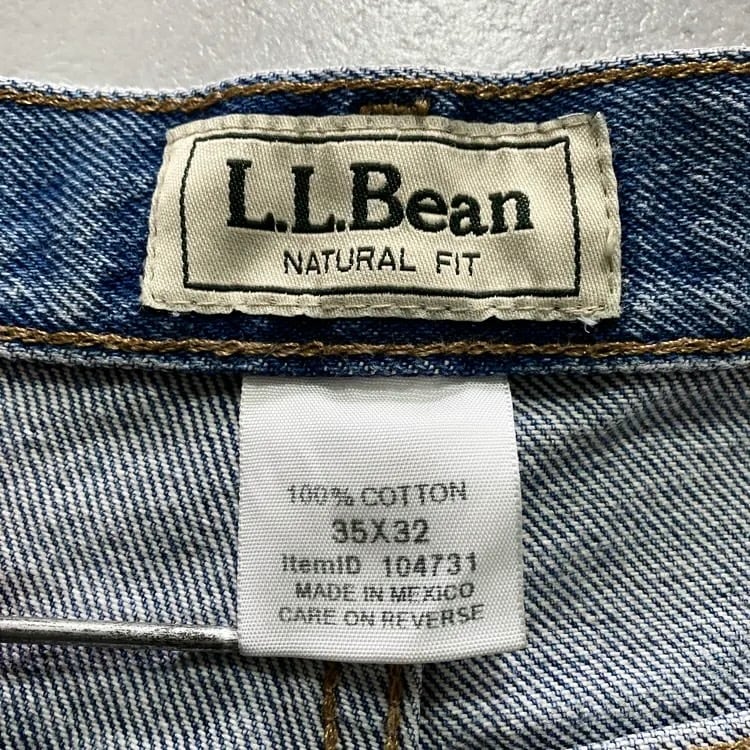 L.L.Bean
NATURAL FIT
100% COTTON
35X32
ItemID 104731
MADE IN MEXICO
CARE ON REVERSE